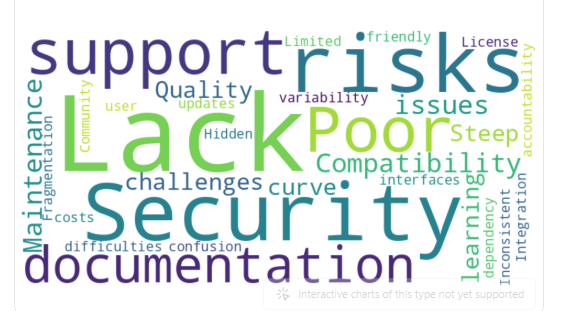 support
risks
Limited
friendly
License
Quality
Community
user
updates
variability
issues
accountability
Maintenance
Fragmentation
Lack
Hidden
Poor
Steep
Compatibility
challenges
curve
interfaces
Security
costs
learning
dependency
Inconsistent
Integration
difficulties
confusion
documentation
Interactive charts of this type not yet supported